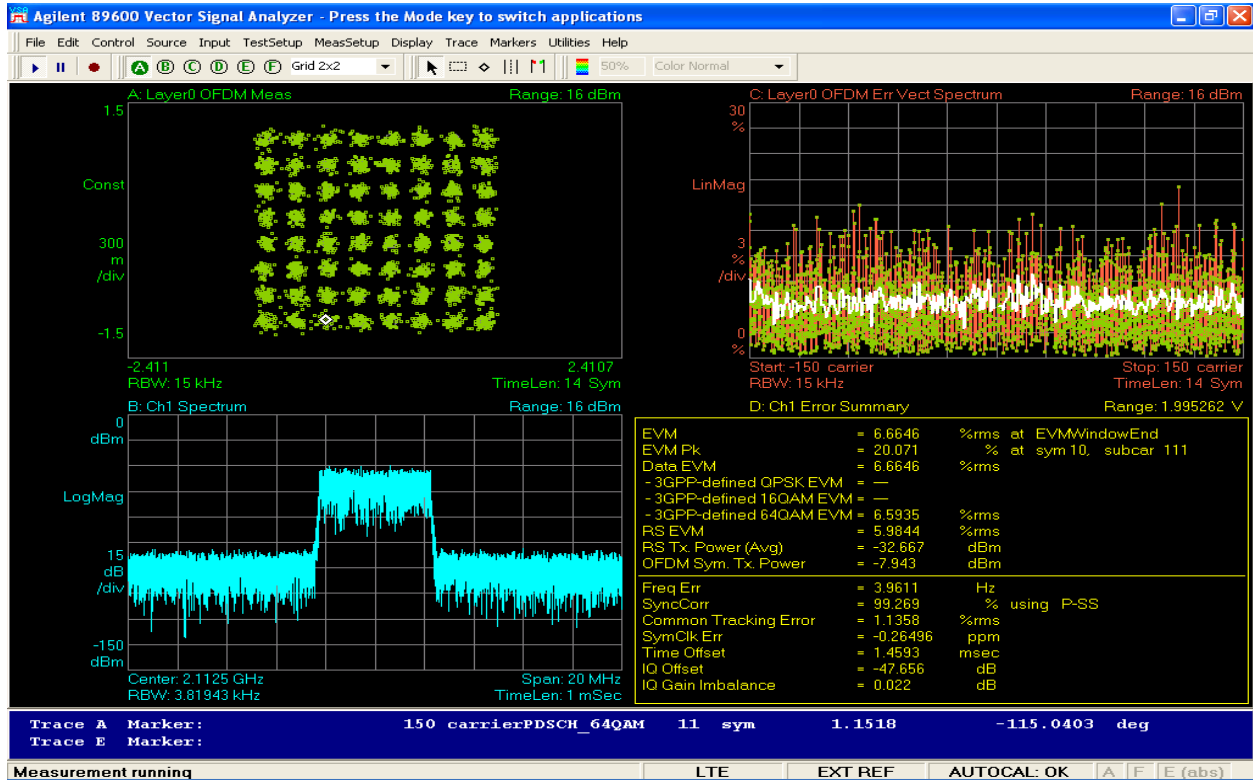 Agilent 89600 Vector Signal Analyzer - Press the Mode key to switch applications
File Edit Control Source Input TestSetup MeasSetup Display Trace Markers Utilities Help
A B C D E F Grid 2x2 50% Color Normal
A: Layer0 OFDM Meas Range: 16 dBm
1.5
Const
300
m
/div
-1.5
-2.411 2.4107
RBW: 15 kHz TimeLen: 14 Sym
C: Layer0 OFDM Err Vect Spectrum Range: 16 dBm
30
%
LinMag
3
%
/div
0
%
Start: -150 carrier Stop: 150 carrier
RBW: 15 kHz TimeLen: 14 Sym
B: Ch1 Spectrum Range: 16 dBm
0
dBm
LogMag
15
dB
/div
-150
dBm
Center: 2.1125 GHz Span: 20 MHz
RBW: 3.81943 kHz TimeLen: 1 mSec
D: Ch1 Error Summary Range: 1.995262 V
EVM = 6.6646 %rms at EVMWindowEnd
EVM Pk = 20.071 % at sym 10, subcar 111
Data EVM = 6.6646 %rms
- 3GPP-defined QPSK EVM = —
- 3GPP-defined 16QAM EVM = —
- 3GPP-defined 64QAM EVM = 6.5935 %rms
RS EVM = 5.9844 %rms
RS Tx. Power (Avg) = -32.667 dBm
OFDM Sym. Tx. Power = -7.943 dBm
Freq Err = 3.9611 Hz
SyncCorr = 99.269 % using P-SS
Common Tracking Error = 1.1358 %rms
SymClk Err = -0.26496 ppm
Time Offset = 1.4593 msec
IQ Offset = -47.656 dB
IQ Gain Imbalance = 0.022 dB
Trace A Marker: 150 carrierPDSCH_64QAM 11 sym 1.1518 -115.0403 deg
Trace E Marker:
Measurement running LTE EXT REF AUTOCAL: OK A F E (abs)